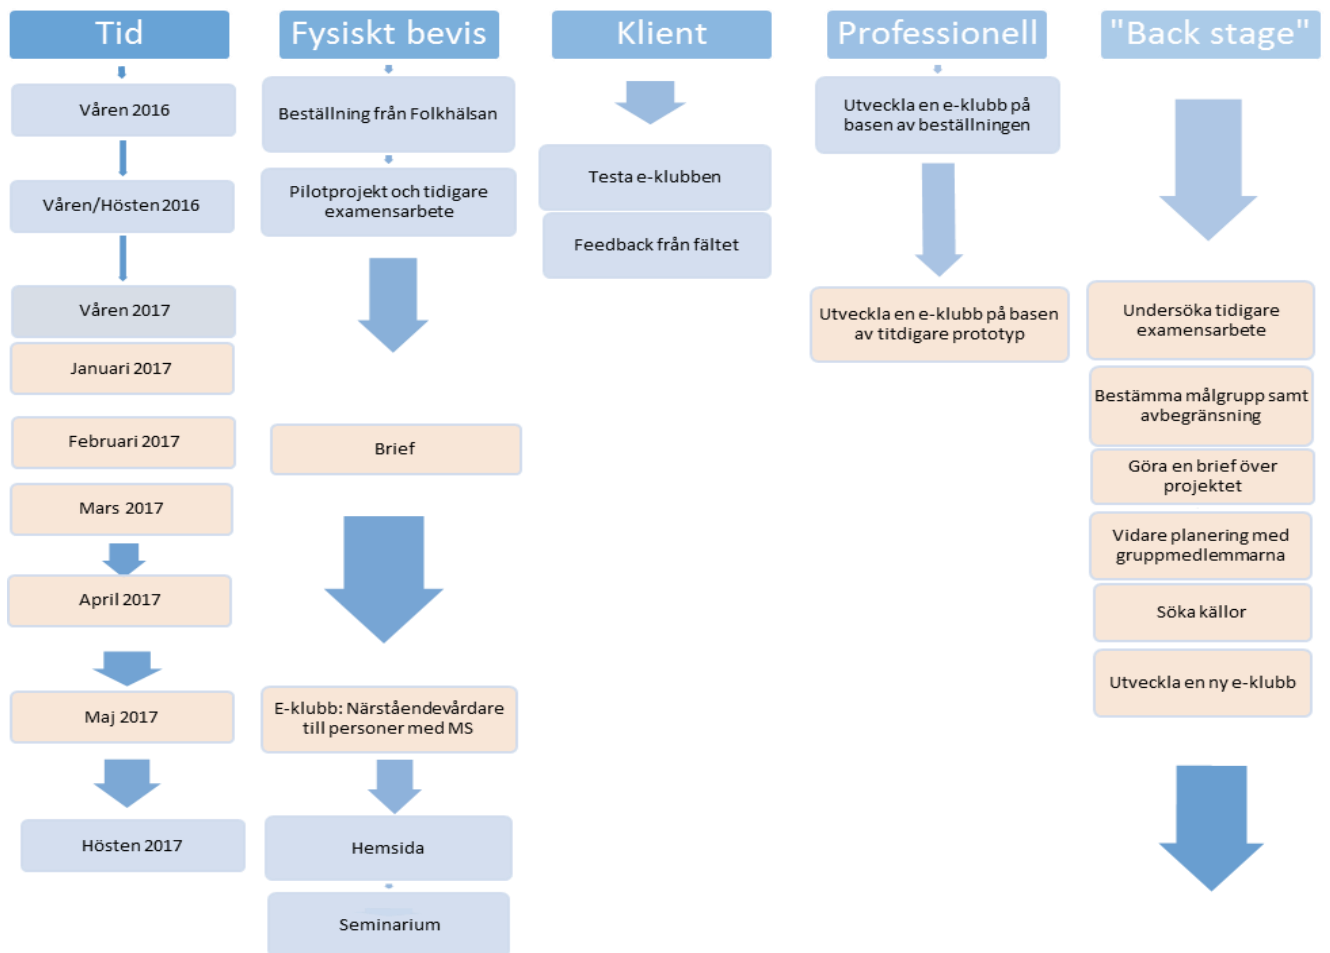 Tid
Våren 2016
Våren/Hösten 2016
Våren 2017
Januari 2017
Februari 2017
Mars 2017
April 2017
Maj 2017
Hösten 2017
Fysiskt bevis
Beställning från Folkhälsan
Pilotprojekt och tidigare
examensarbete
Brief
E-klubb: Närståendevårdare
till personer med MS
Hemsida
Seminarium
Klient
Testa e-klubben
Feedback från fältet
Professionell
Utveckla en e-klubb på
basen av beställningen
Utveckla en e-klubb på basen
av titdigare prototyp
"Back stage"
Undersöka tidigare
examensarbete
Bestämma målgrupp samt
avbegränsning
Göra en brief över
projektet
Vidare planering med
gruppmedlemmarna
Söka källor
Utveckla en ny e-klubb